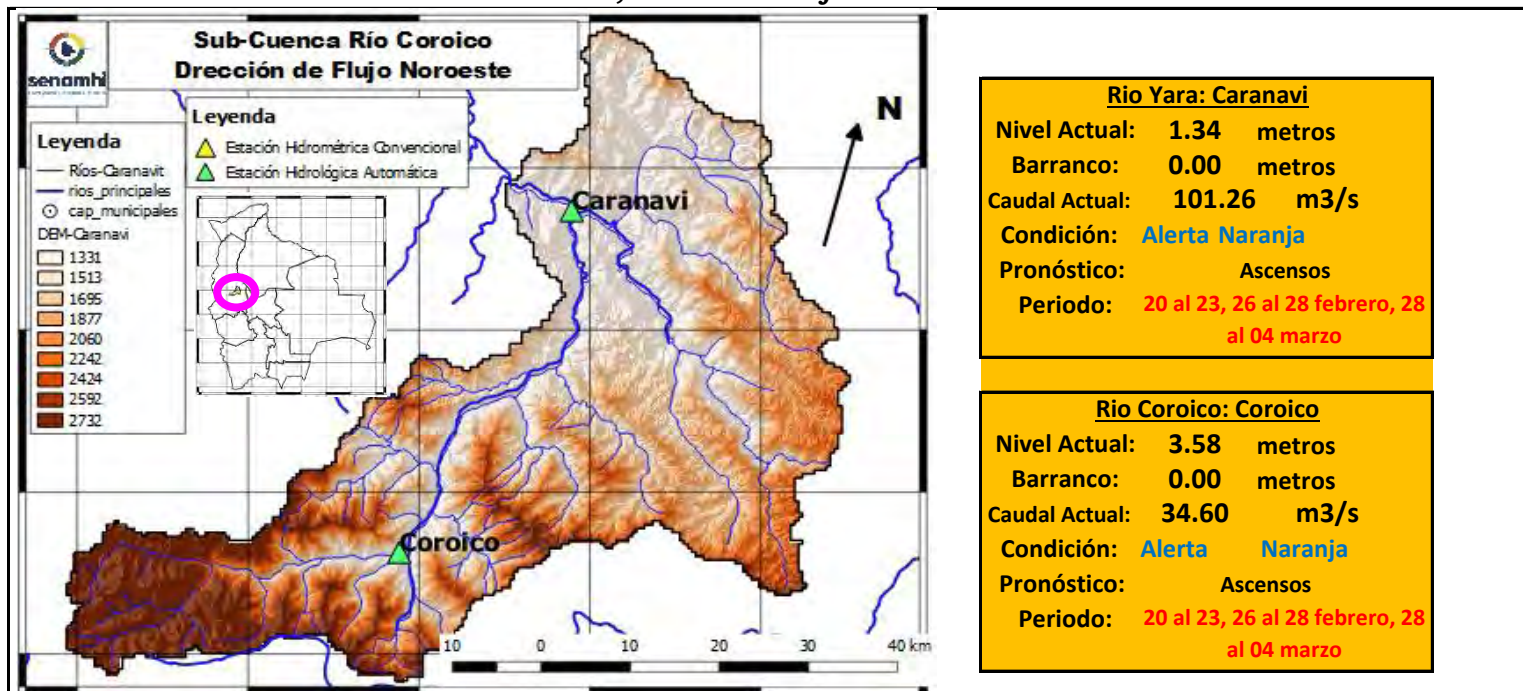 Sub-Cuenca Río Coroico
Drección de Flujo Noroeste
senamhi
Leyenda
Estación Hidrométrica Convencional
Estación Hidrológica Automática
Leyenda
Ríos-Caranavit
rios_principales
cap_municipales
DEM-Caranavi
1331
1513
1695
1877
2060
2242
2424
2592
2732
N
Caranavi
Coroico
10 0 10 20 30 40 km
Rio Yara: Caranavi
Nivel Actual: 1.34 metros
Barranco: 0.00 metros
Caudal Actual: 101.26 m3/s
Condición: Alerta Naranja
Pronóstico: Ascensos
Periodo: 20 al 23, 26 al 28 febrero, 28
al 04 marzo
Rio Coroico: Coroico
Nivel Actual: 3.58 metros
Barranco: 0.00 metros
Caudal Actual: 34.60 m3/s
Condición: Alerta Naranja
Pronóstico: Ascensos
Periodo: 20 al 23, 26 al 28 febrero, 28
al 04 marzo